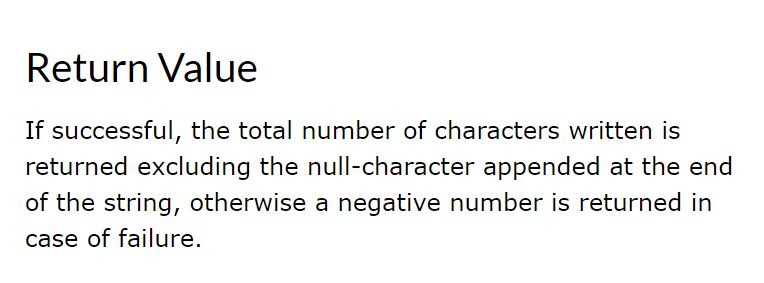 Return Value
If successful, the total number of characters written is
returned excluding the null-character appended at the end
of the string, otherwise a negative number is returned in
case of failure.